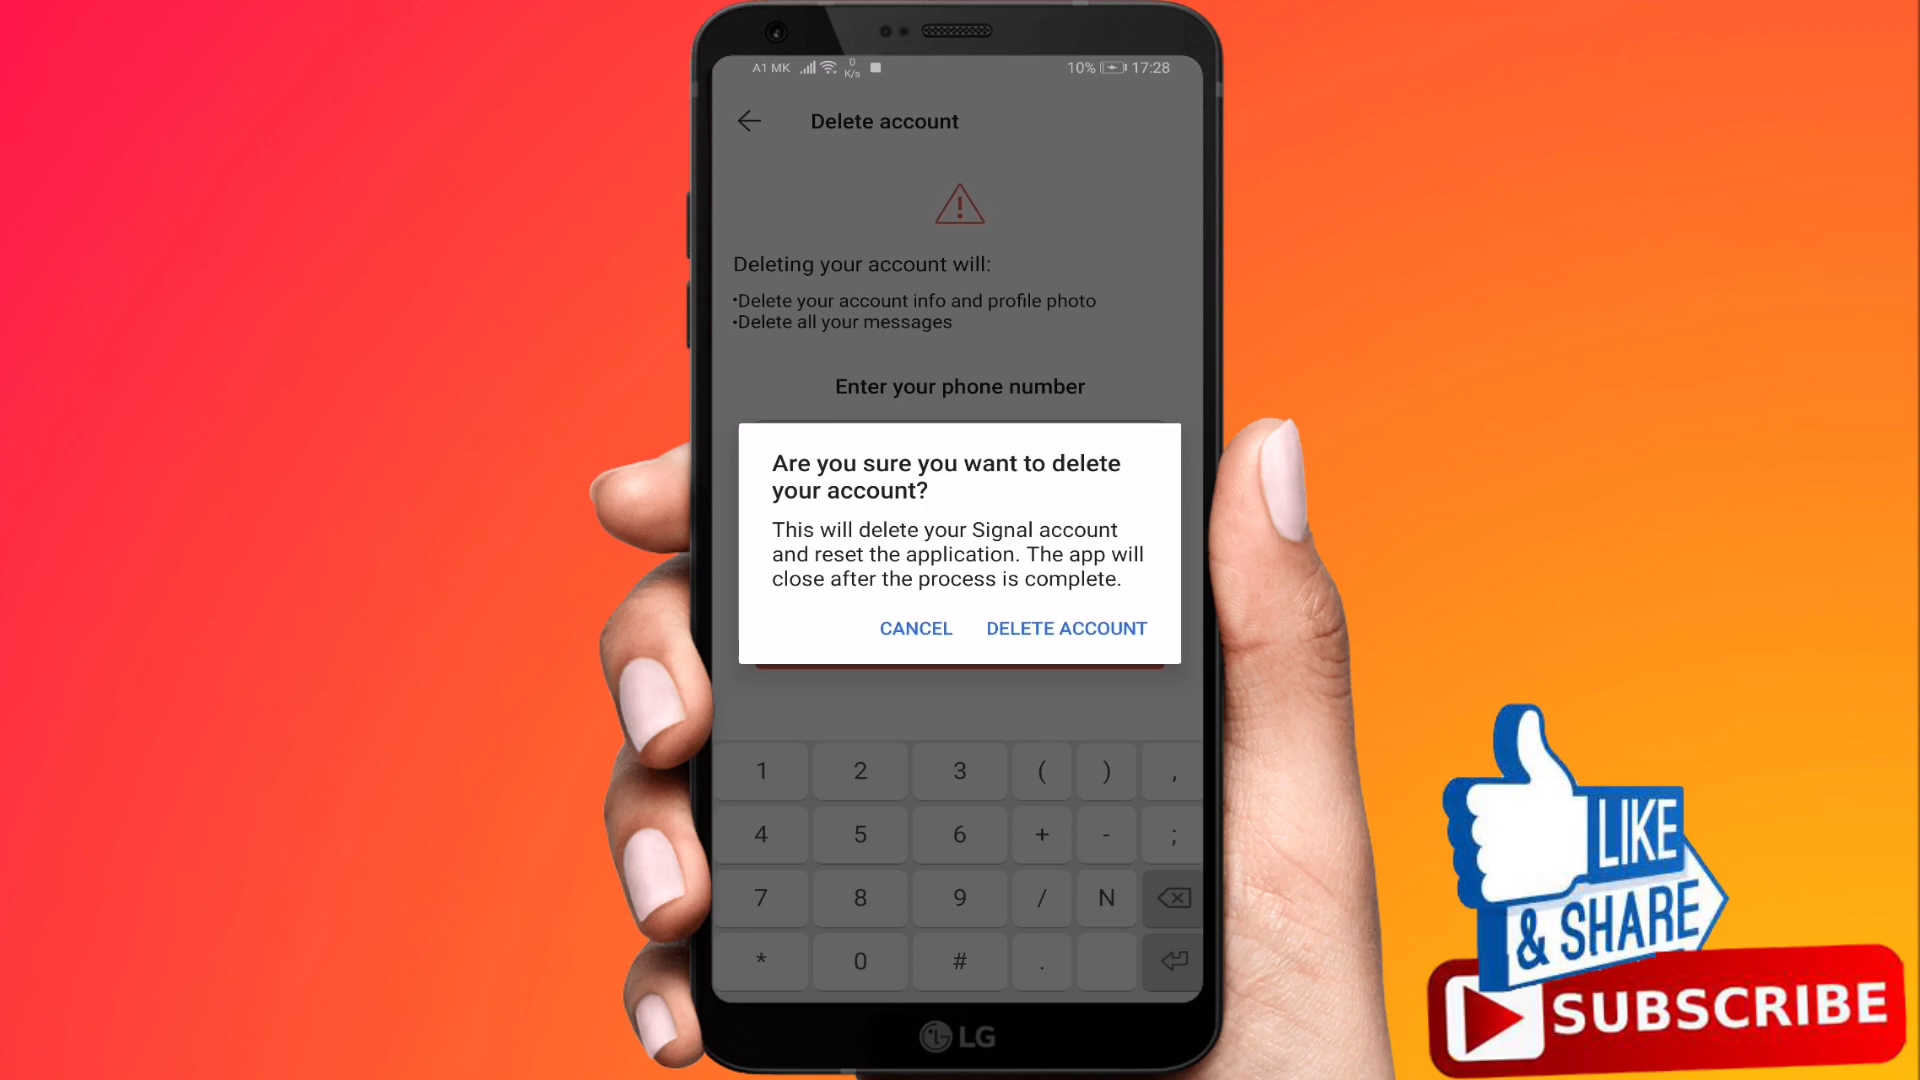 A1 MK
0
K/s
10%
17:28
Delete account
Deleting your account will:
•Delete your account info and profile photo
•Delete all your messages
Enter your phone number
Are you sure you want to delete
your account?
This will delete your Signal account
and reset the application. The app will
close after the process is complete.
CANCEL DELETE ACCOUNT
1 2 3 ( ) ,
4 5 6 + - ;
7 8 9 / N
* 0 # .
LG
LIKE
& SHARE
SUBSCRIBE